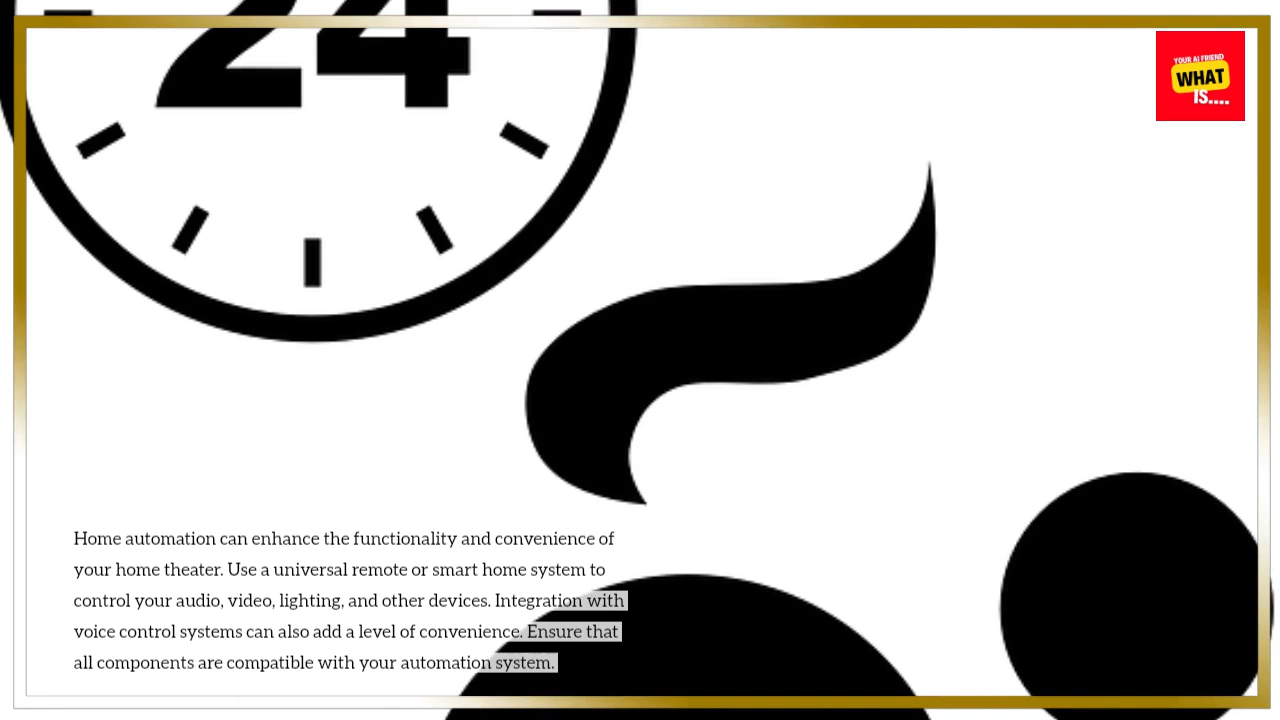 24
YOUR AI FRIEND
WHAT
IS....
Home automation can enhance the functionality and convenience of
your home theater. Use a universal remote or smart home system to
control your audio, video, lighting, and other devices. Integration with
voice control systems can also add a level of convenience. Ensure that
all components are compatible with your automation system.